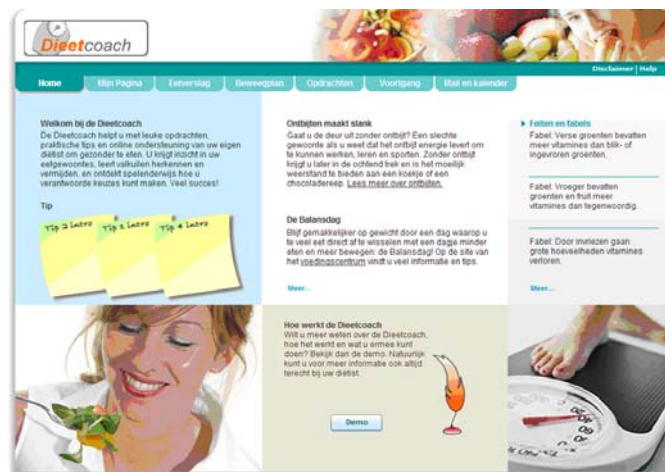 Dieetcoach
Disclaimer | Help
Home
Mijn Pagina
Eetverslag
Beweegplan
Opdrachten
Voortgang
Mail en kalender
Welkom bij de Dieetcoach
De Dieetcoach helpt u met leuke opdrachten,
praktische tips en online ondersteuning van uw eigen
diëtist om gezonder te eten. U krijgt inzicht in uw
eetgewoontes, leert valkuilen herkennen en
vermijden, en ontdekt spelenderwijs hoe u
verantwoorde keuzes kunt maken. Veel succes!
Tip
Tip 2 intro
Tip 1 intro
Tip 4 intro
Ontbijten maakt slank
Gaat u de deur uit zonder ontbijt? Een slechte
gewoonte als u weet dat het ontbijt energie levert om
te kunnen werken, leren en sporten. Zonder ontbijt
krijgt u later in de ochtend trek en is het moeilijk
weerstand te bieden aan een koekje of een
chocoladereep. Lees meer over ontbijten.
De Balansdag
Blijf gemakkelijker op gewicht door een dag waarop u
te veel eet direct af te wisselen met een dagje minder
eten en meer bewegen: de Balansdag! Op de site van
het voedingscentrum vindt u veel informatie en tips.
Meer...
Feiten en fabels
Fabel: Verse groenten bevatten
meer vitamines dan blik- of
ingevroren groenten.
Fabel: Vroeger bevatten
groenten en fruit meer
vitamines dan tegenwoordig.
Fabel: Door invriezen gaan
grote hoeveelheden vitamines
verloren.
Meer...
Hoe werkt de Dieetcoach
Wilt u meer weten over de Dieetcoach,
hoe het werkt en wat u ermee kunt
doen? Bekijk dan de demo. Natuurlijk
kunt u voor meer informatie ook altijd
terecht bij uw diëtist.
Demo